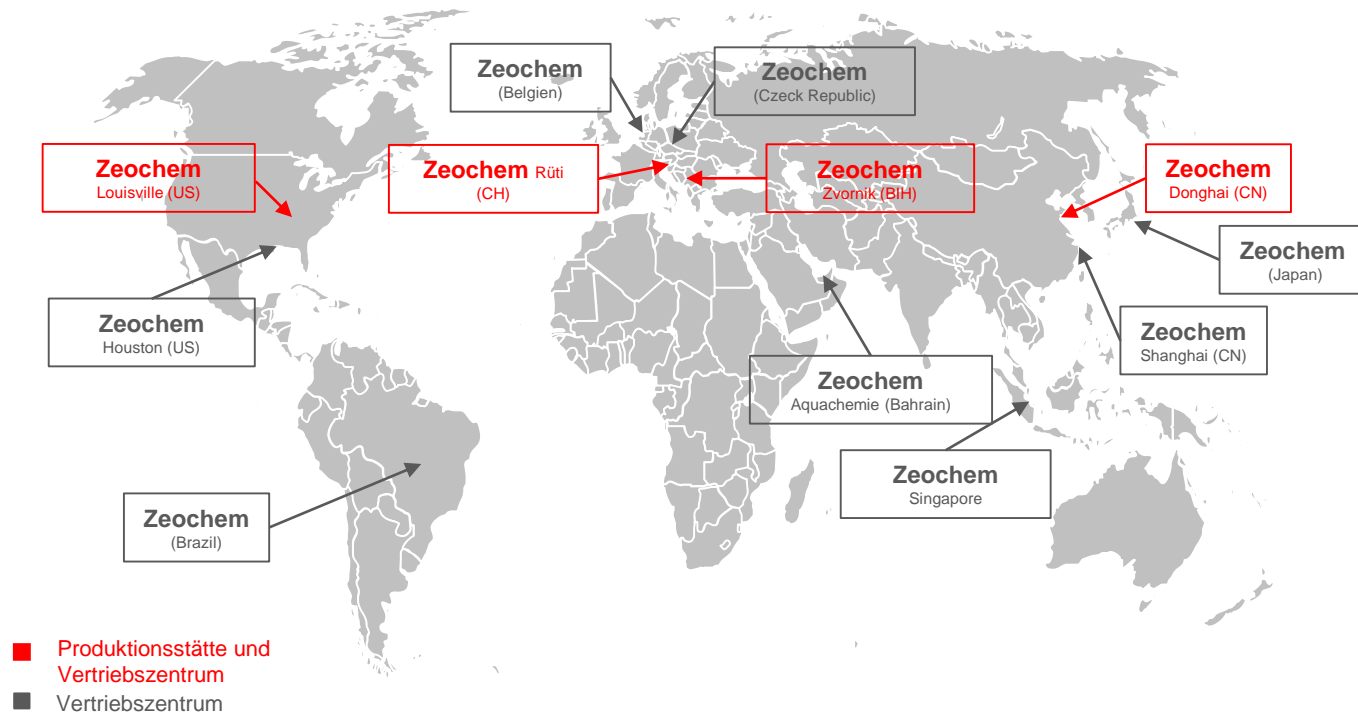 Zeochem
(Belgien)
Zeochem
(Czeck Republic)
Zeochem
Louisville (US)
Zeochem Rüti
(CH)
Zeochem
Zvornik (BIH)
Zeochem
Donghai (CN)
Zeochem
(Japan)
Zeochem
Houston (US)
Zeochem
Shanghai (CN)
Zeochem
Aquachemie (Bahrain)
Zeochem
Singapore
Zeochem
(Brazil)
Produktionsstätte und
Vertriebszentrum
Vertriebszentrum